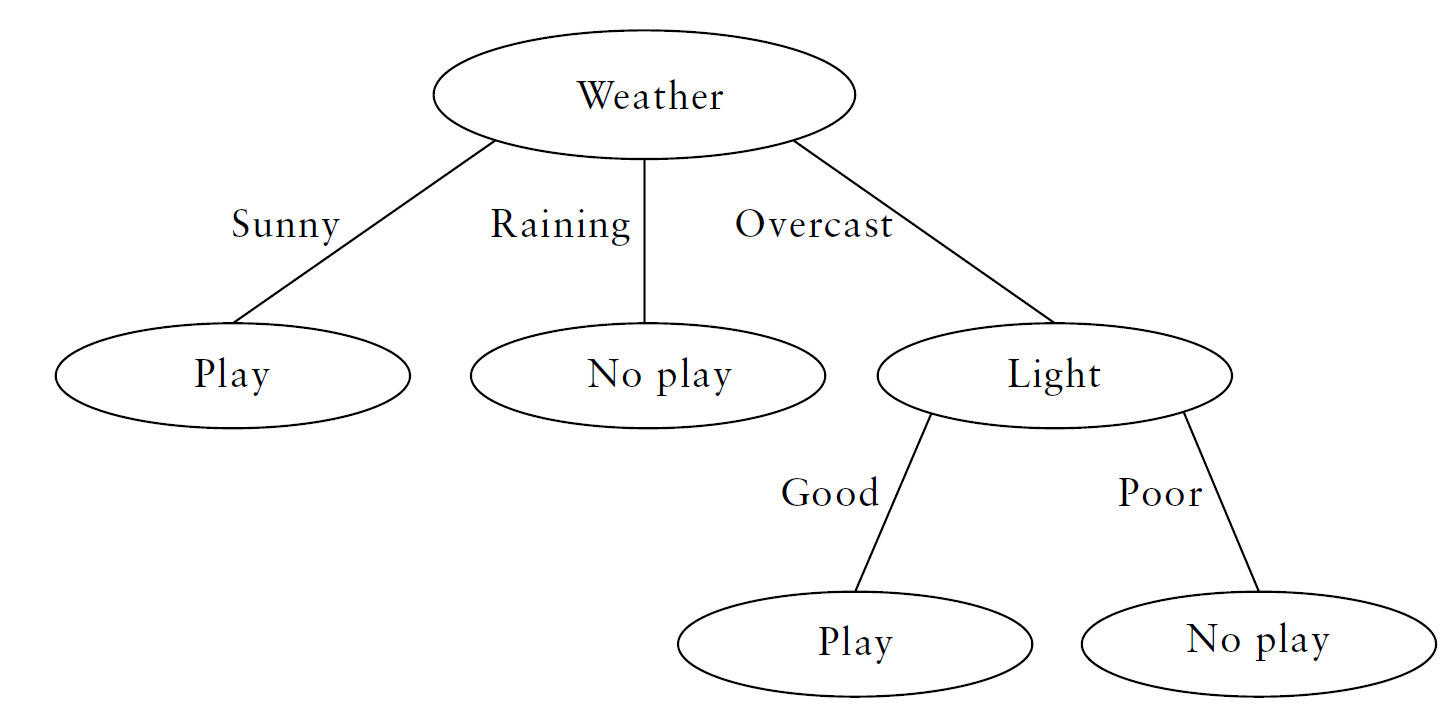 Weather
Sunny
Raining
Overcast
Play
No play
Light
Good
Poor
Play
No play